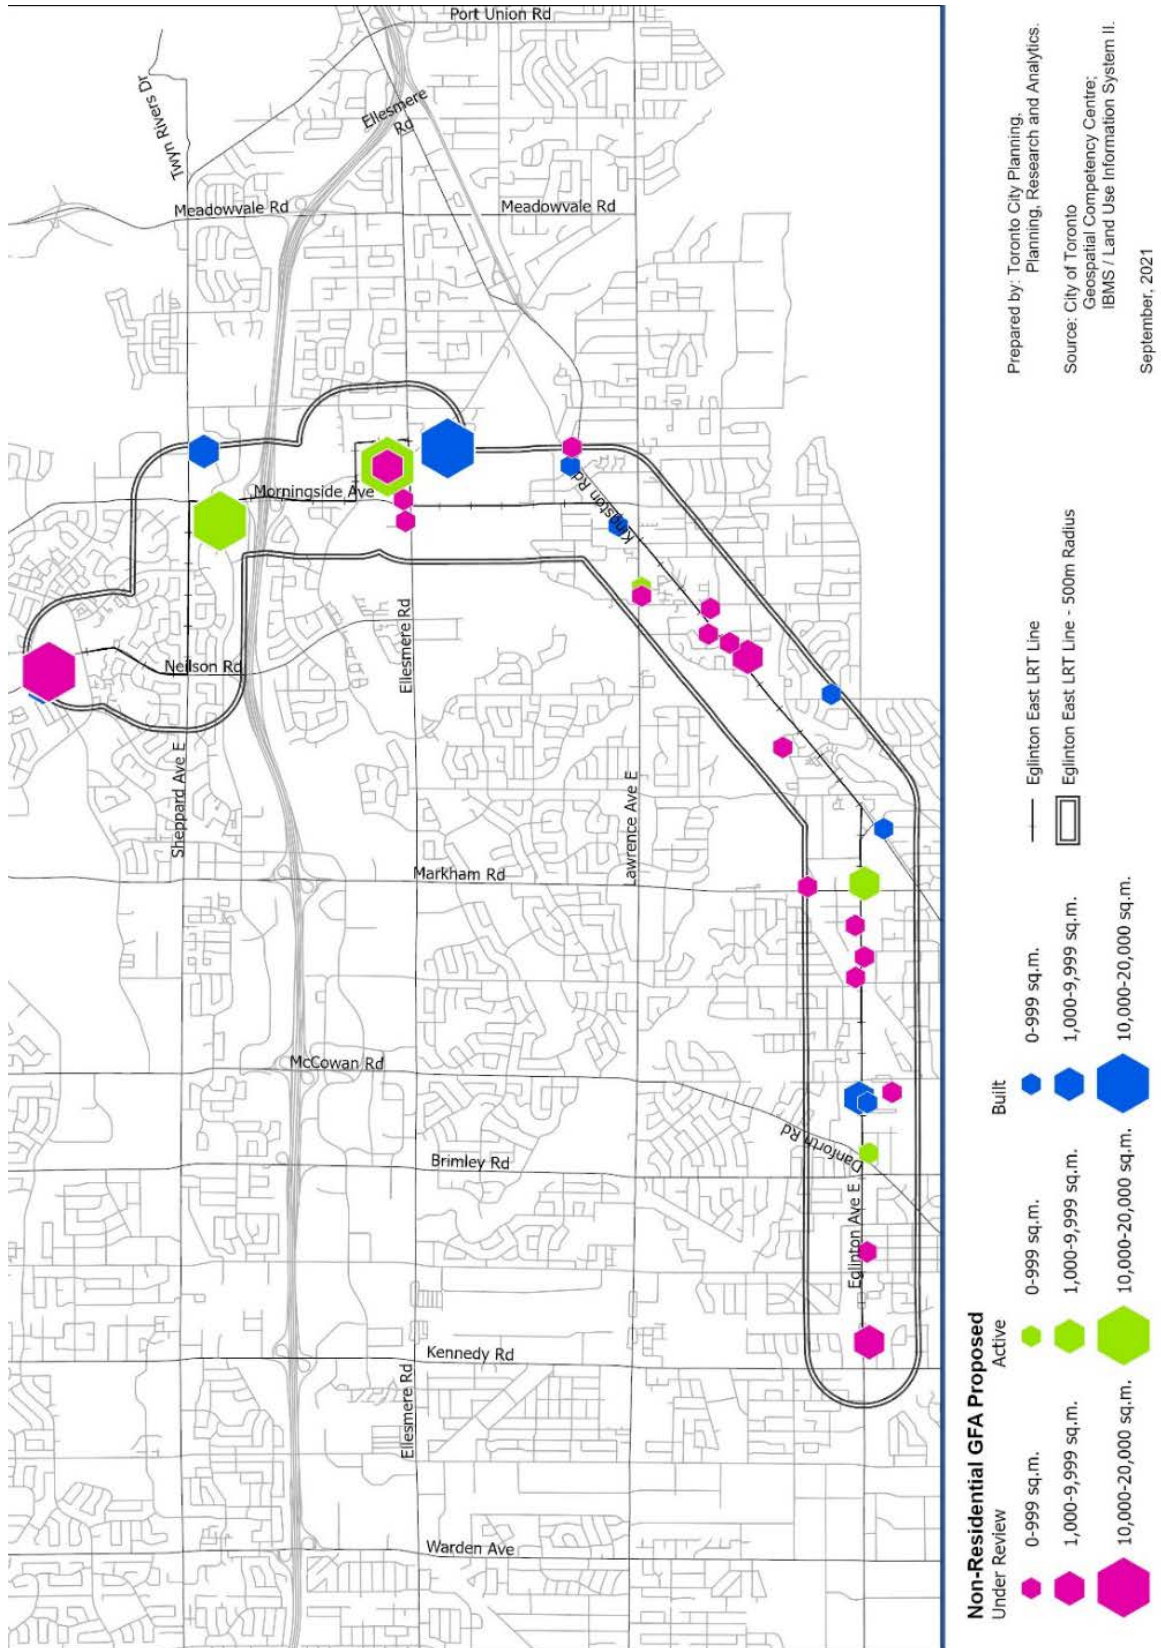 Port Union Rd
Twyn Rivers Dr
Ellesmere
Rd
Meadowvale Rd
Meadowvale Rd
Morningside Ave
Kingston Rd
Neilson Rd
Ellesmere Rd
Sheppard Ave E
Lawrence Ave E
Markham Rd
McCowan Rd
Danforth Rd
Brimley Rd
Eglinton Ave E
Kennedy Rd
Ellesmere Rd
Warden Ave
Non-Residential GFA Proposed
Under Review
0-999 sq.m.
1,000-9,999 sq.m.
10,000-20,000 sq.m.
Active
0-999 sq.m.
1,000-9,999 sq.m.
10,000-20,000 sq.m.
Built
0-999 sq.m.
1,000-9,999 sq.m.
10,000-20,000 sq.m.
Eglinton East LRT Line
Eglinton East LRT Line - 500m Radius
Prepared by: Toronto City Planning,
Planning, Research and Analytics.
Source: City of Toronto
Geospatial Competency Centre;
IBMS / Land Use Information System II.
September, 2021